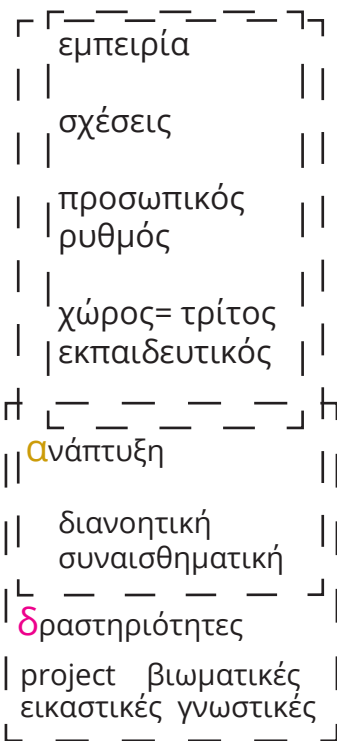 εμπειρία
σχέσεις
προσωπικός
ρυθμός
χώρος= τρίτος
εκπαιδευτικός
ανάπτυξη
διανοητική
συναισθηματική
δραστηριότητες
project βιωματικές
εικαστικές γνωστικές